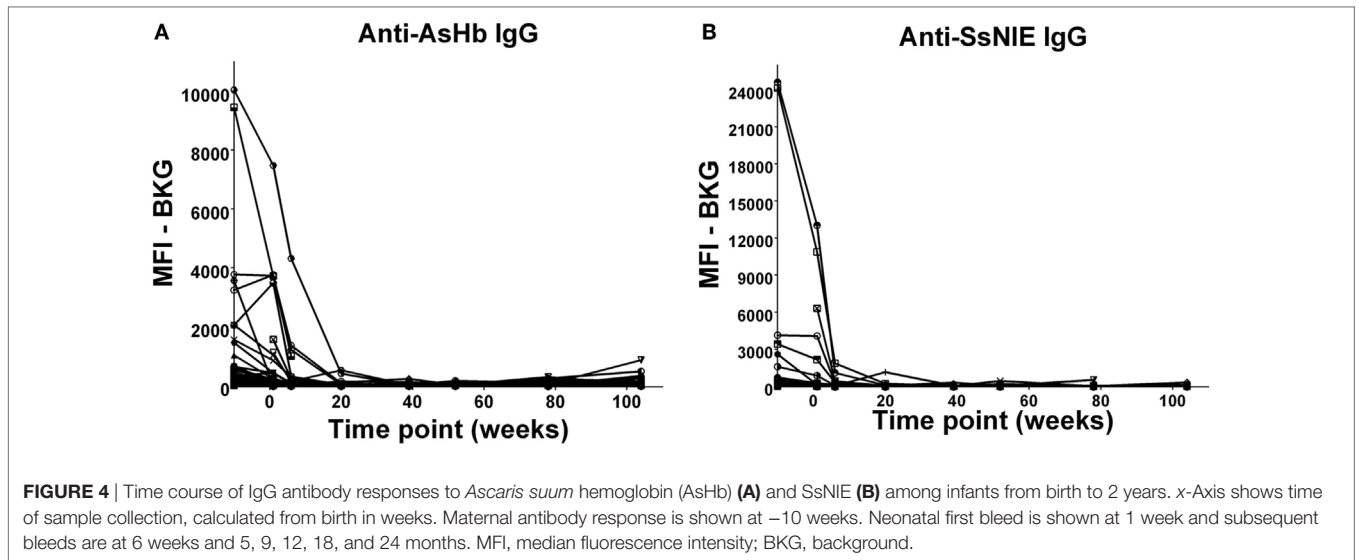 A
Anti-AsHb IgG
MFI - BKG
10000
8000
6000
4000
2000
0
0 20 40 60 80 100
Time point (weeks)
B
Anti-SsNIE IgG
MFI - BKG
24000
21000
18000
15000
12000
9000
6000
3000
0
0 20 40 60 80 100
Time point (weeks)
FIGURE 4 | Time course of IgG antibody responses to Ascaris suum hemoglobin (AsHb) (A) and SsNIE (B) among infants from birth to 2 years. x-Axis shows time
of sample collection, calculated from birth in weeks. Maternal antibody response is shown at −10 weeks. Neonatal first bleed is shown at 1 week and subsequent
bleeds are at 6 weeks and 5, 9, 12, 18, and 24 months. MFI, median fluorescence intensity; BKG, background.